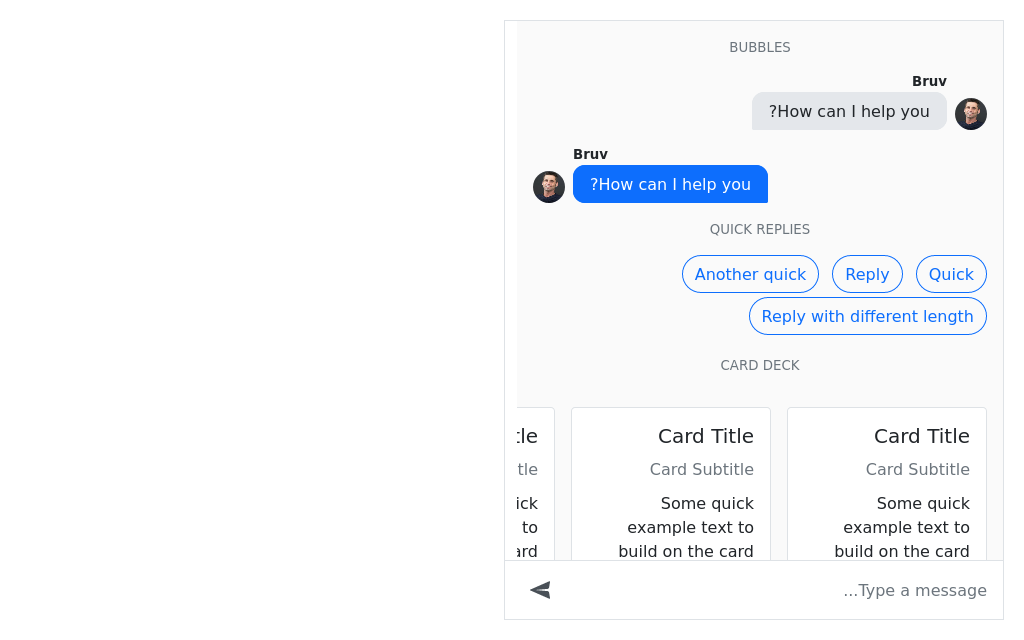 BUBBLES
Bruv
?How can I help you
Bruv
?How can I help you
QUICK REPLIES
Quick
Reply
Another quick
Reply with different length
CARD DECK
Card Title
Card Subtitle
Some quick
example text to
build on the card
Card Title
Card Subtitle
Some quick
example text to
build on the card
tle
tle
ick
to
ard
...Type a message